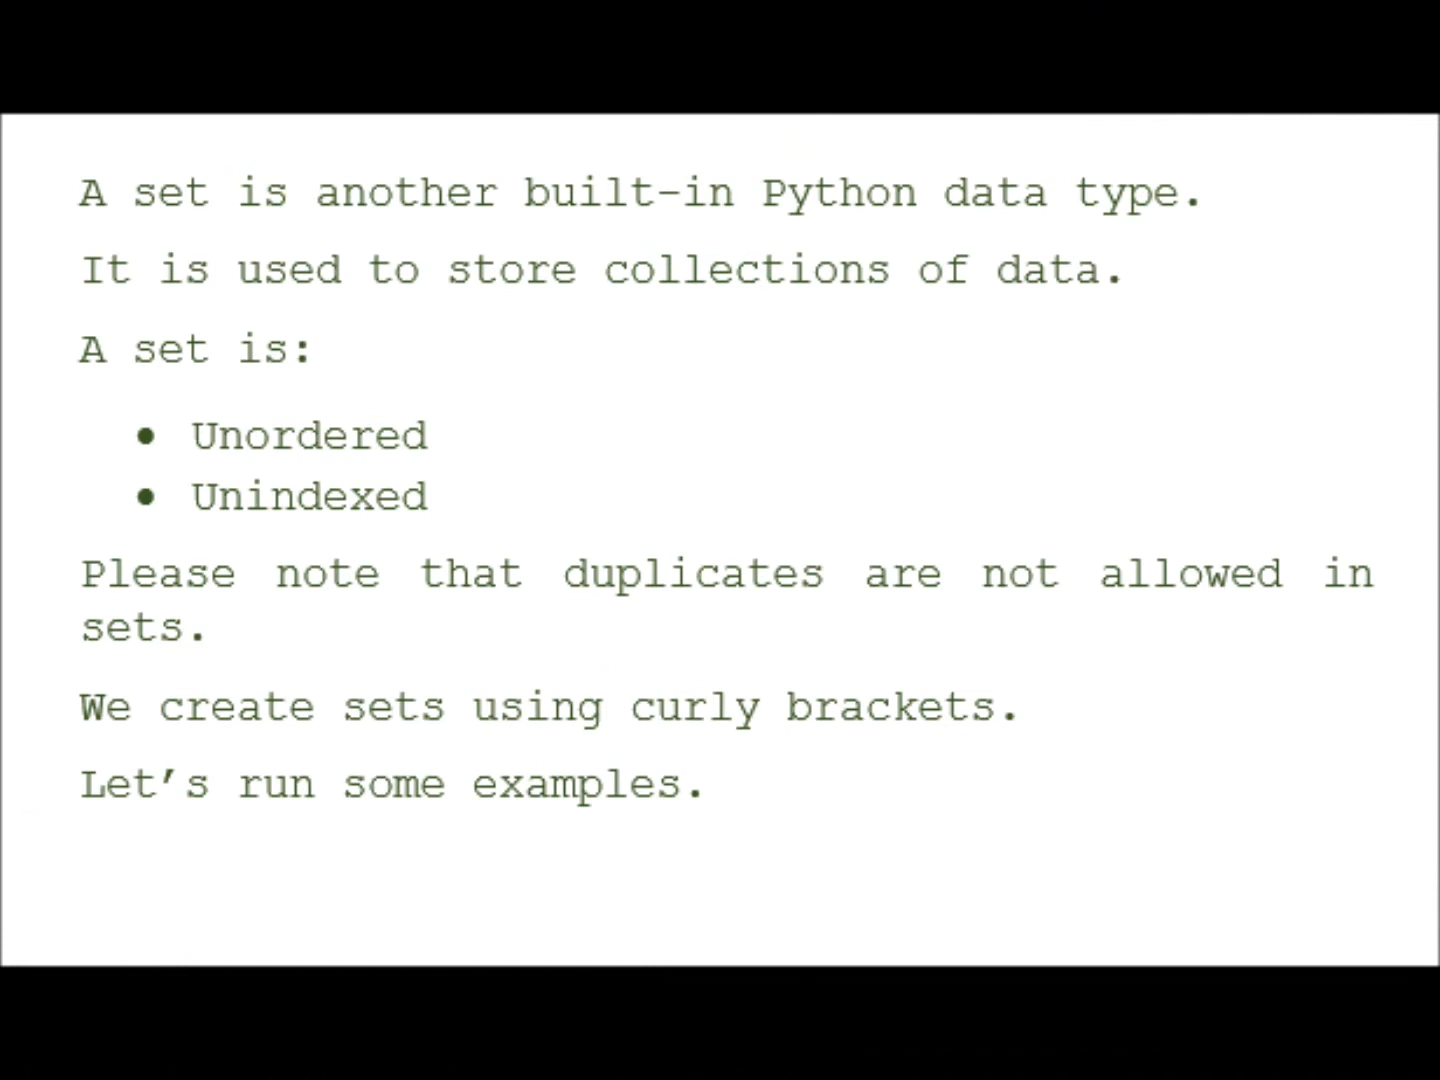 A set is another built-in Python data type.
It is used to store collections of data.
A set is:
• Unordered
• Unindexed
Please note that duplicates are not allowed in
sets.
We create sets using curly brackets.
Let’s run some examples.